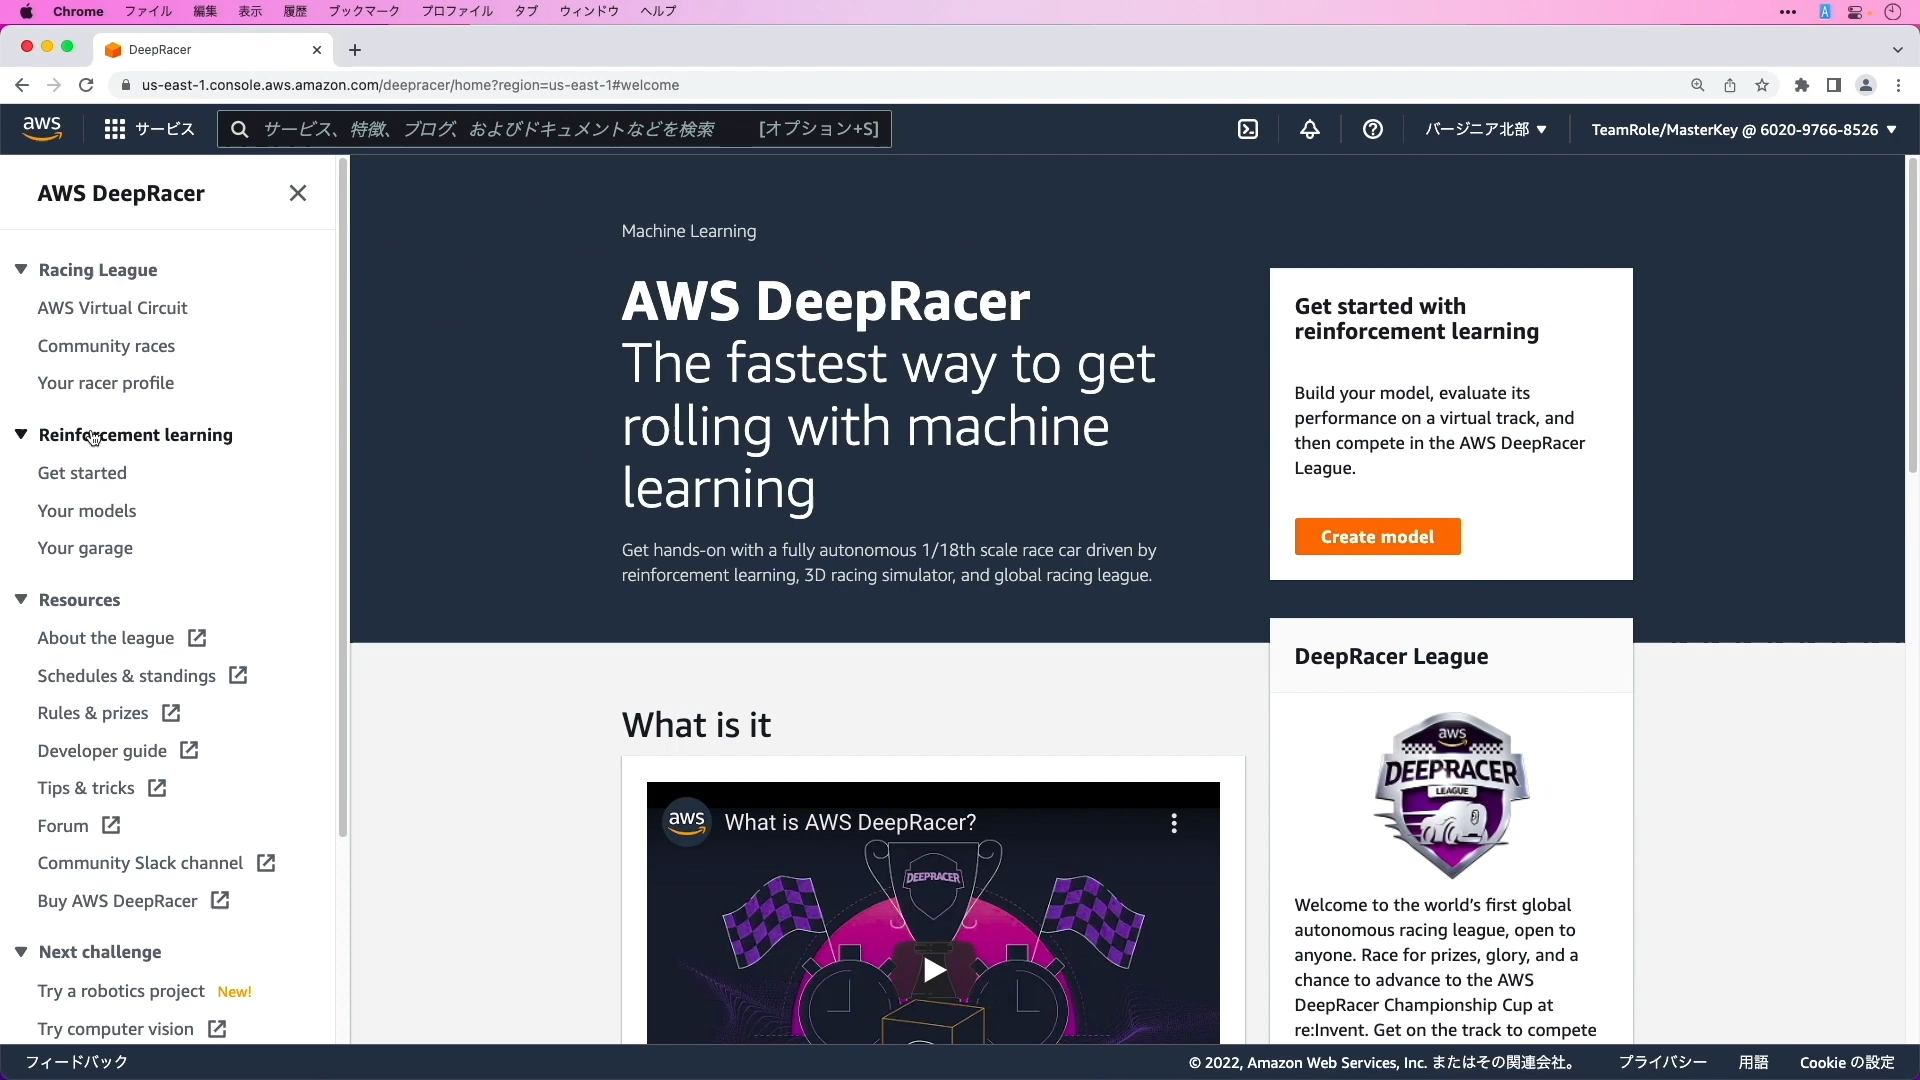 Chrome ファイル 編集 表示 履歴 ブックマーク プロファイル タブ ウィンドウ ヘルプ A
DeepRacer
us-east-1.console.aws.amazon.com/deepracer/home?region=us-east-1#welcome
aws サービス サービス、特徴、ブログ、およびドキュメントなどを検索 [オプション+S] バージニア北部 TeamRole/MasterKey @ 6020-9766-8526
AWS DeepRacer
Racing League
AWS Virtual Circuit
Community races
Your racer profile
Reinforcement learning
Get started
Your models
Your garage
Resources
About the league
Schedules & standings
Rules & prizes
Developer guide
Tips & tricks
Forum
Community Slack channel
Buy AWS DeepRacer
Next challenge
Try a robotics project New!
Try computer vision
Machine Learning
AWS DeepRacer
The fastest way to get
rolling with machine
learning
Get hands-on with a fully autonomous 1/18th scale race car driven by
reinforcement learning, 3D racing simulator, and global racing league.
Get started with
reinforcement learning
Build your model, evaluate its
performance on a virtual track, and
then compete in the AWS DeepRacer
League.
Create model
What is it
aws What is AWS DeepRacer?
DEEPRACER
DeepRacer League
aws
DEEPRACER
LEAGUE
Welcome to the world's first global
autonomous racing league, open to
anyone. Race for prizes, glory, and a
chance to advance to the AWS
DeepRacer Championship Cup at
re:Invent. Get on the track to compete
フィードバック © 2022, Amazon Web Services, Inc. またはその関連会社。 プライバシー 用語 Cookie の設定